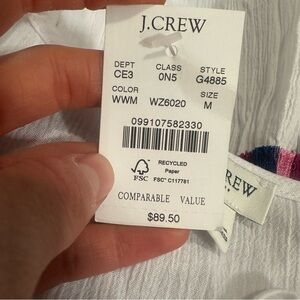 J.CREW
DEPT CLASS STYLE
CE3 0N5 G4885
COLOR SIZE
WWM WZ6020 M
099107582330
FSC
RECYCLED
Paper
FSC® C117781
COMPARABLE VALUE
$89.50
REW